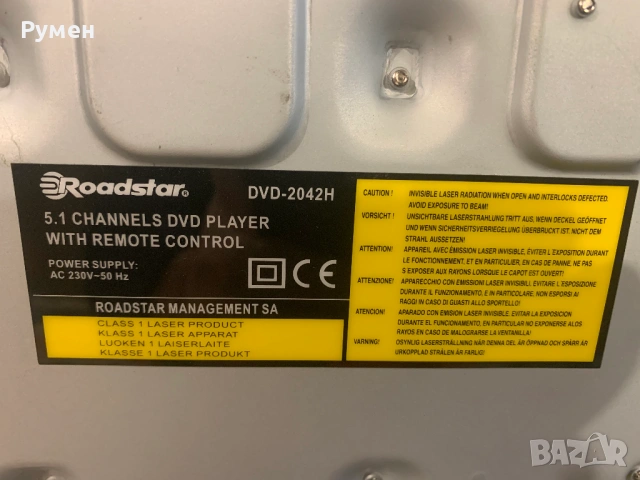 Румен
Roadstar® DVD-2042H
5.1 CHANNELS DVD PLAYER
WITH REMOTE CONTROL
POWER SUPPLY:
AC 230V~50 Hz
CE
ROADSTAR MANAGEMENT SA
CLASS 1 LASER PRODUCT
KLASS 1 LASER APPARAT
LUOKEN 1 LAISERLAITE
KLASSE 1 LASER PRODUKT
CAUTION! INVISIBLE LASER RADIATION WHEN OPEN AND INTERLOCKS DEFEATED.
AVOID EXPOSURE TO BEAM!
VORSICHT! UNSICHTBARE LASERSTRAHLUNG TRITT AUS, WENN DECKEL GEÖFFNET
UND WENN SICHERHEITSVERRIEGELUNG ÜBERBRUCKT IST. NICHT DEM
STRAHL AUSSETZEN!
ATTENTION! APPAREIL AVEC ÉMISSION LASER INVISIBLE, ÉVITER L'EXPOSITION DURANT
LE FONCTIONNEMENT, ET EN PARTICULIER, EN CAS DE PANNE, NE PAS
S EXPOSER AUX RAYONS LORSQUE LE CAPOT EST OUVERT!
ATTENZIONE! APPARECCHIO CON EMISSIONI LASER INVISIBLI, EVITARE L'ESPOSIZIONE
DURANTE IL FUNZIONAMENTO, E IN PARTICOLARE, NON ESPORSI AI
RAGGI IN CASO DI GUASTI ALLO SPORTELLO!
ATENCION! APARADO CON EMISION LASER INVISIBLE, EVITAR LA EXPOSICION
DURANTE EL FUNCIONAMENTO, EN PARTICULAR NO EXPONERSE ALOS
RAYOS EN CASO DE MALOGRARSE LA VENTANILLA!
VARNING! OSYNLIG LASERSTRÅLLNING NÄR DENNA DEL ÄR ÖPPNAD OCH SPÄRR ÄR
URKOPPLAD STRÅLEN ÄR FARLIG!
BAZAR